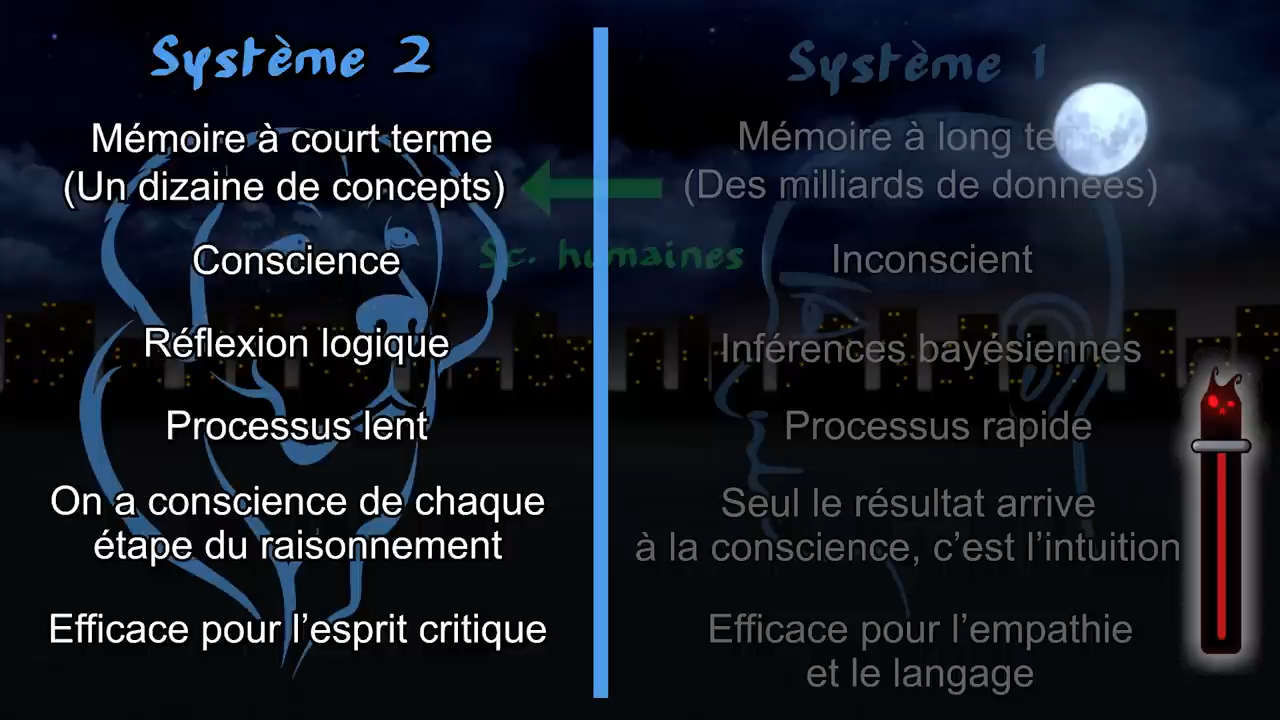 Système 2
Mémoire à court terme
(Un dizaine de concepts)
Conscience
Réflexion logique
Processus lent
On a conscience de chaque
étape du raisonnement
Efficace pour l'esprit critique
Sc. humaines
Système 1
Mémoire à long terme
(Des milliards de données)
Inconscient
Inférences bayésiennes
Processus rapide
Seul le résultat arrive
à la conscience, c'est l'intuition
Efficace pour l'empathie
et le langage